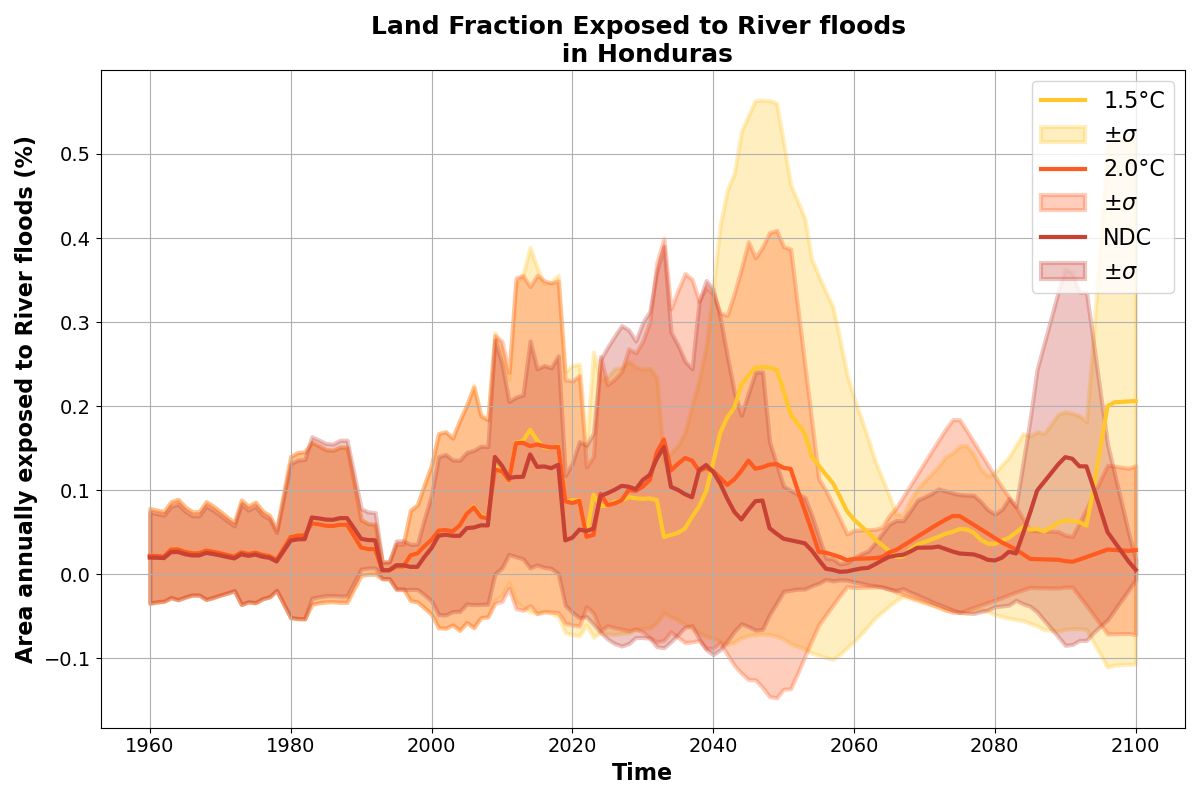 Land Fraction Exposed to River floods
in Honduras
Area annually exposed to River floods (%)
0.5
0.4
0.3
0.2
0.1
0.0
−0.1
1960
1980
2000
2020
2040
2060
2080
2100
Time
1.5°C
±σ
2.0°C
±σ
NDC
±σ